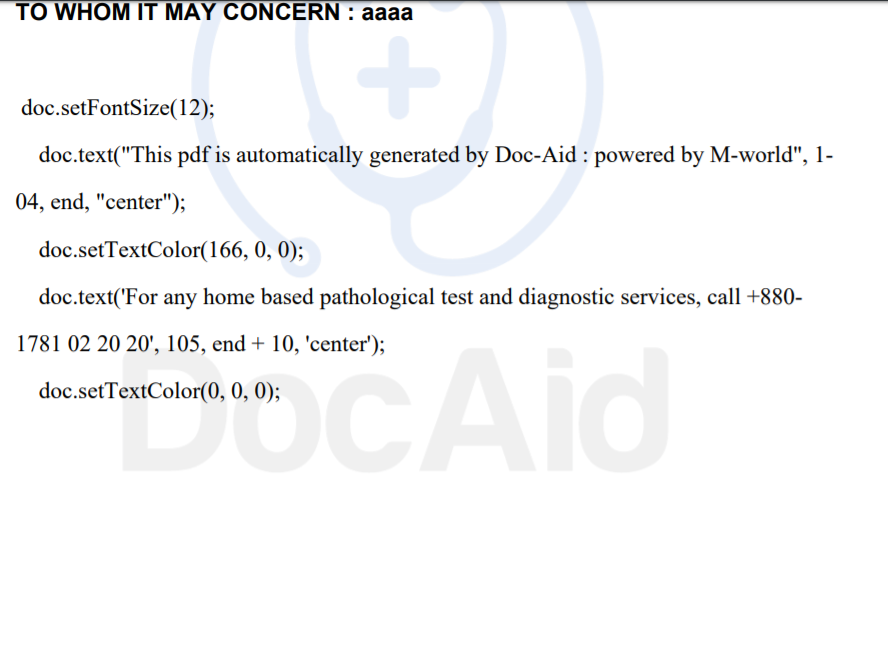 TO WHOM IT MAY CONCERN : aaaa
doc.setFontSize(12);
doc.text("This pdf is automatically generated by Doc-Aid : powered by M-world", 1-
04, end, "center");
doc.setTextColor(166, 0, 0);
doc.text('For any home based pathological test and diagnostic services, call +880-
1781 02 20 20', 105, end + 10, 'center');
DocAid
doc.setTextColor(0, 0, 0);